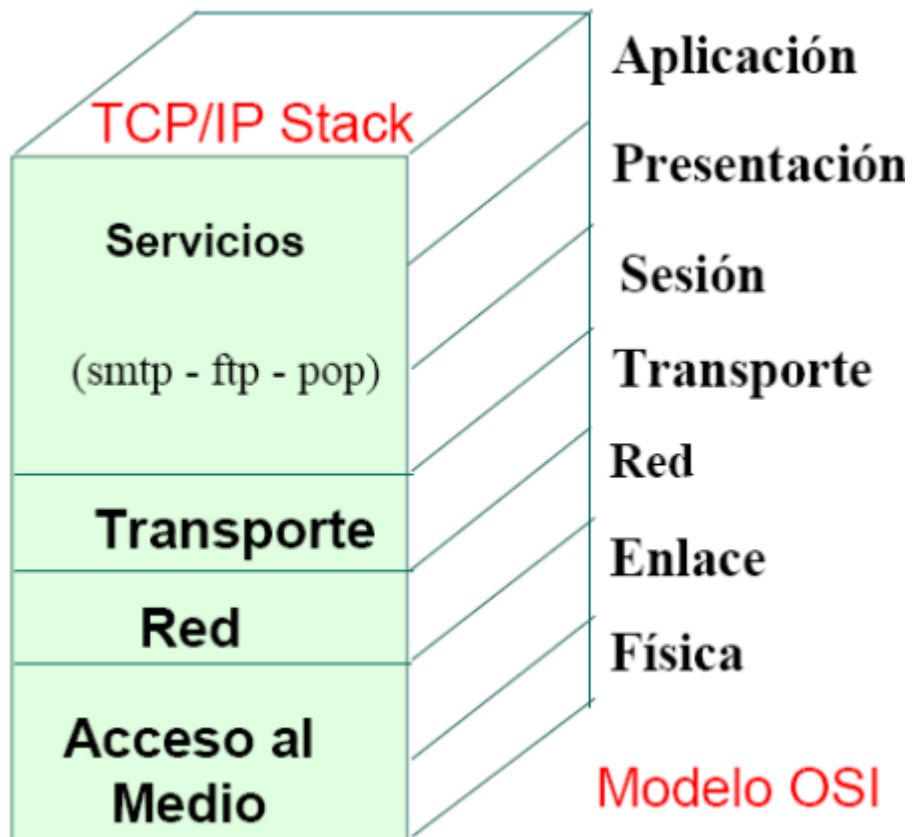 TCP/IP Stack
Servicios
(smtp - ftp - pop)
Transporte
Red
Acceso al
Medio
Aplicación
Presentación
Sesión
Transporte
Red
Enlace
Física
Modelo OSI